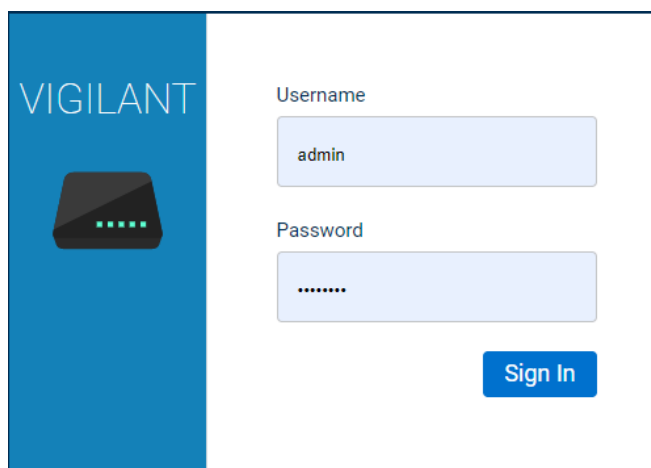 VIGILANT
Username
admin
Password
••••••••
Sign In